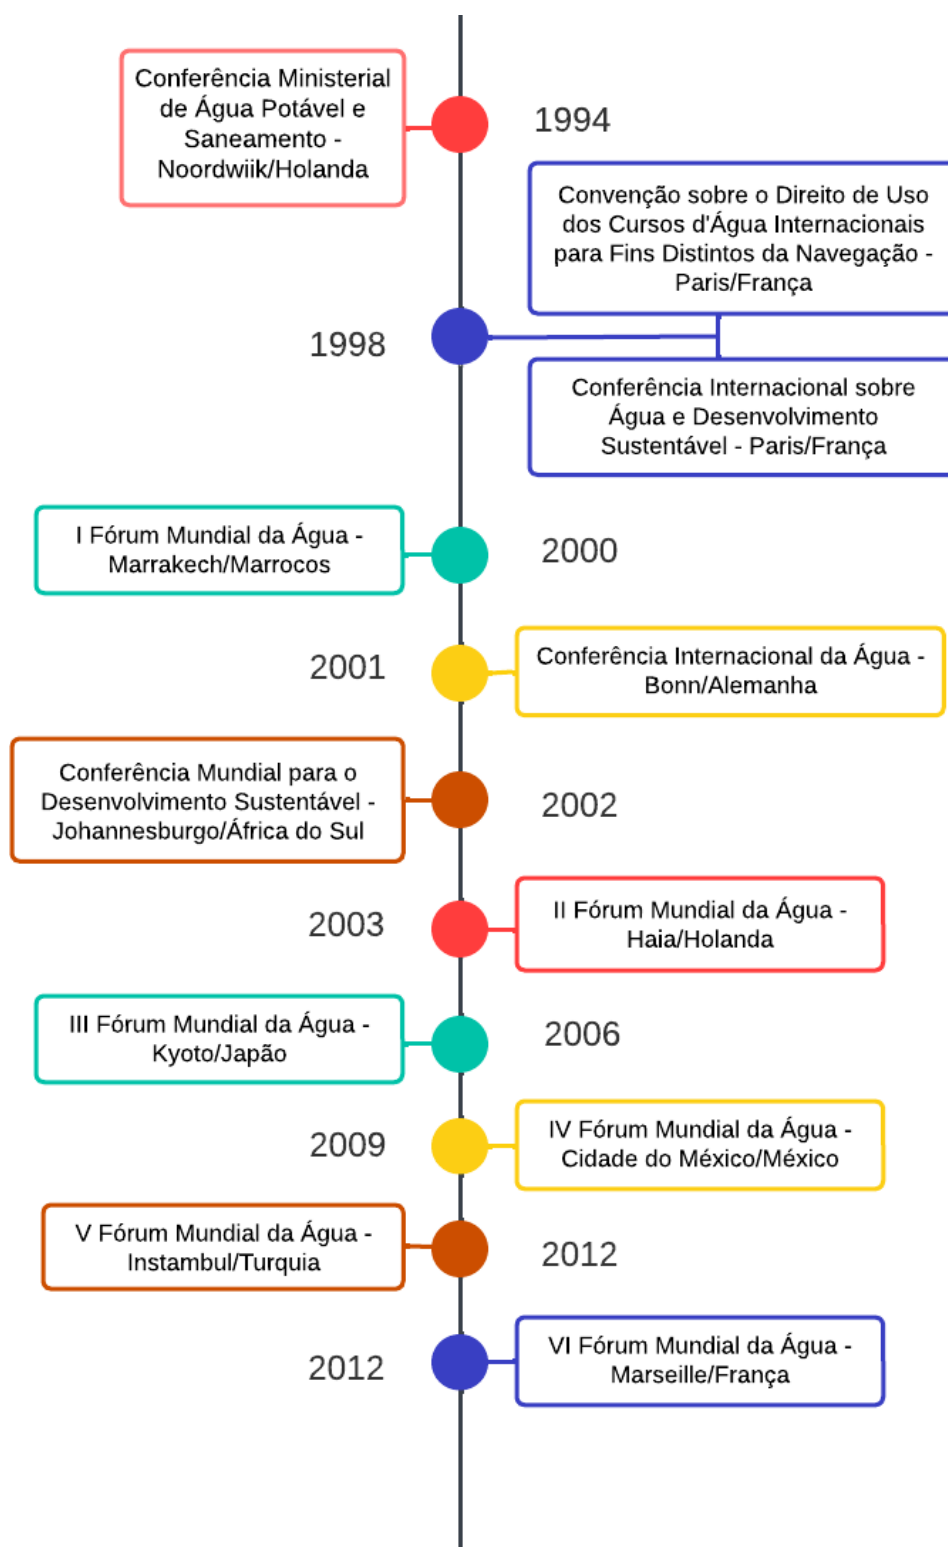 Conferência Ministerial
de Água Potável e
Saneamento -
Noordwiik/Holanda
1994
Convenção sobre o Direito de Uso
dos Cursos d'Água Internacionais
para Fins Distintos da Navegação -
Paris/França
1998
Conferência Internacional sobre
Água e Desenvolvimento
Sustentável - Paris/França
I Fórum Mundial da Água -
Marrakech/Marrocos
2000
2001
Conferência Internacional da Água -
Bonn/Alemanha
Conferência Mundial para o
Desenvolvimento Sustentável -
Johannesburgo/África do Sul
2002
2003
II Fórum Mundial da Água -
Haia/Holanda
III Fórum Mundial da Água -
Kyoto/Japão
2006
2009
IV Fórum Mundial da Água -
Cidade do México/México
V Fórum Mundial da Água -
Instambul/Turquia
2012
2012
VI Fórum Mundial da Água -
Marseille/França